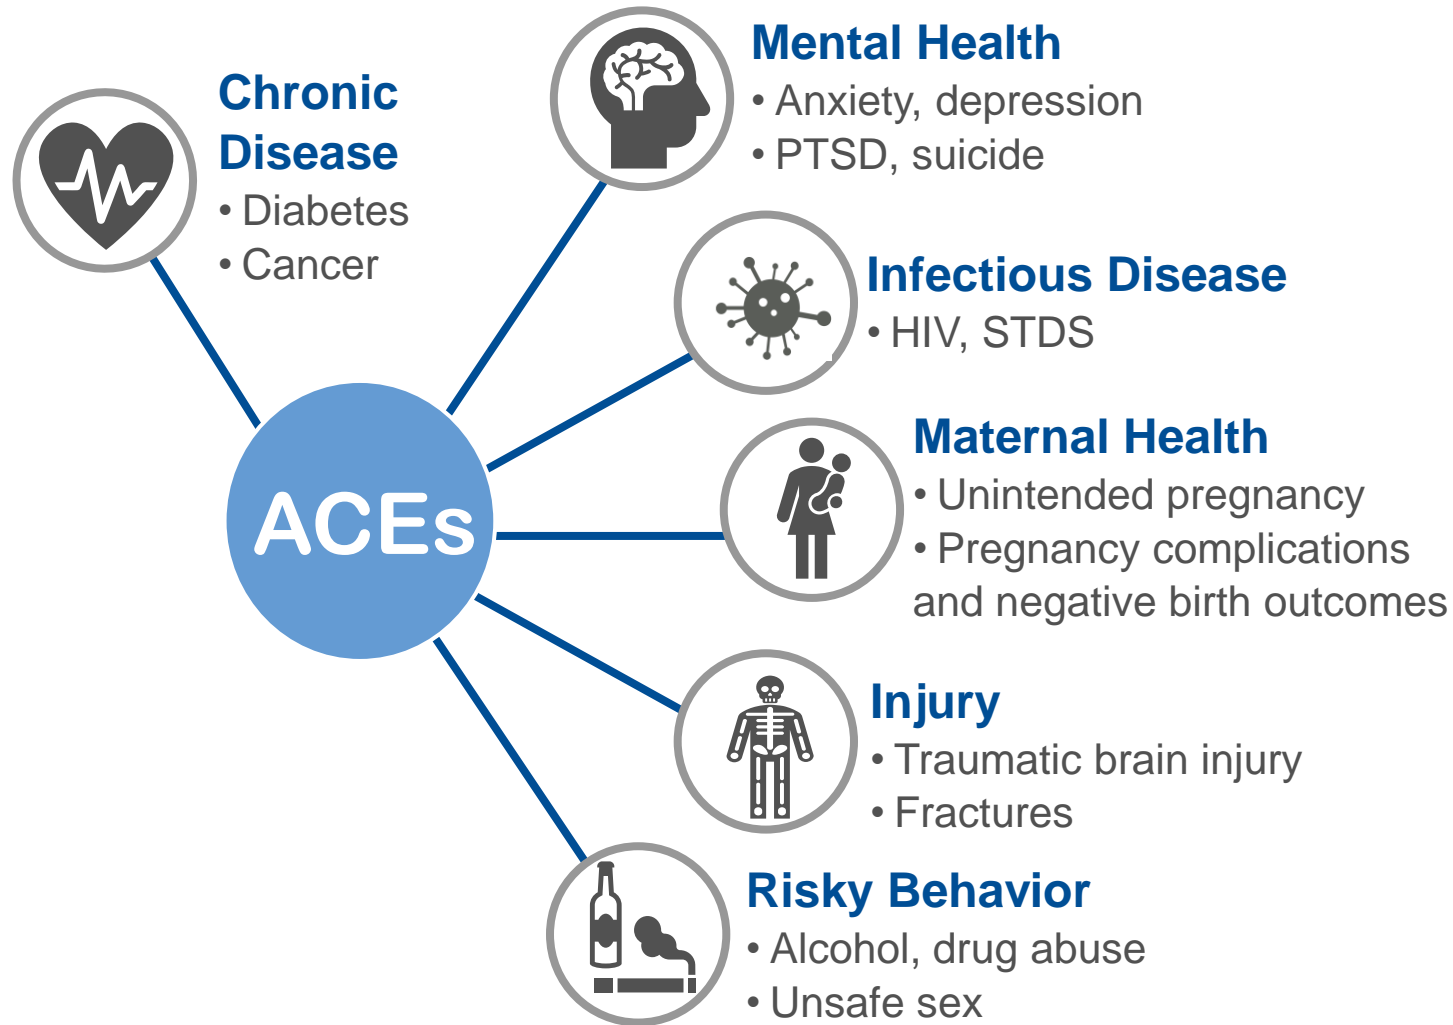 Chronic
Disease
• Diabetes
• Cancer
Mental Health
• Anxiety, depression
• PTSD, suicide
Infectious Disease
• HIV, STDS
ACEs
Maternal Health
• Unintended pregnancy
• Pregnancy complications
and negative birth outcomes
Injury
• Traumatic brain injury
• Fractures
Risky Behavior
• Alcohol, drug abuse
• Unsafe sex